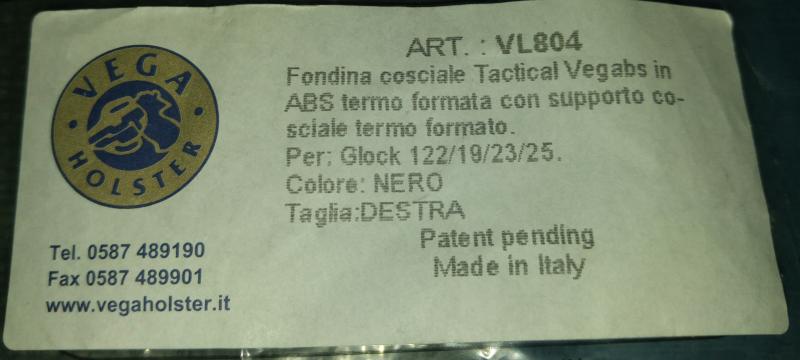 VEGA
HOLSTER
Tel. 0587 489190
Fax 0587 489901
www.vegaholster.it
ART. : VL804
Fondina cosciale Tactical Vegabs in
ABS termo formata con supporto co-
sciale termo formato.
Per: Glock 122/19/23/25.
Colore: NERO
Taglia:DESTRA
Patent pending
Made in Italy